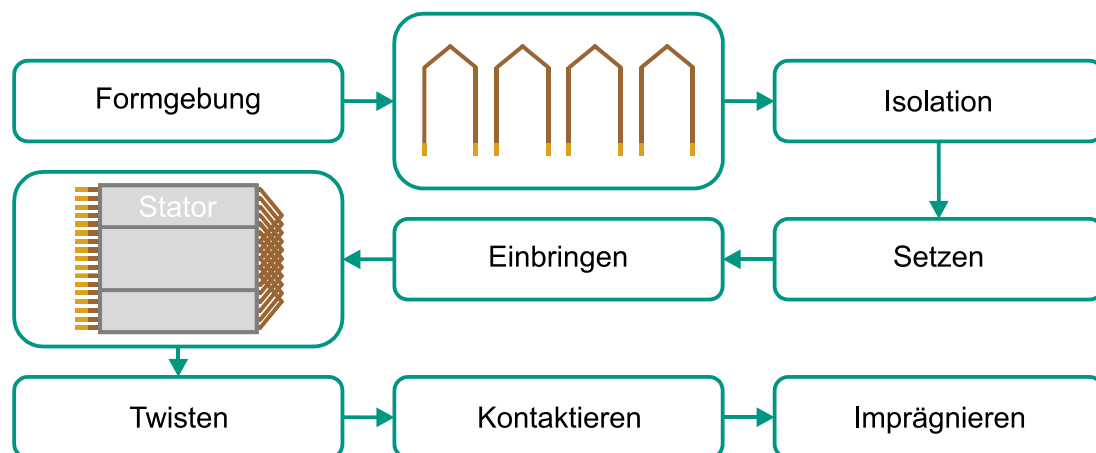 Formgebung
Isolation
Stator
Einbringen
Setzen
Twisten
Kontaktieren
Imprägnieren